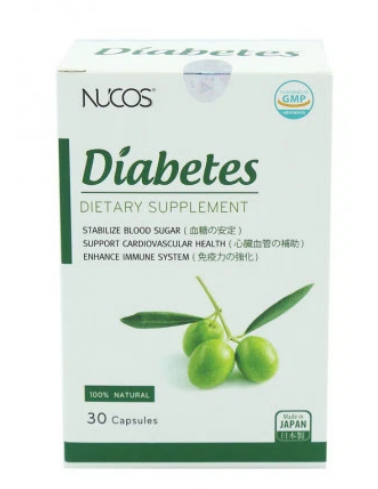 Diabetes
NUCOS®
GMP
Diabetes
DIETARY SUPPLEMENT
STABILIZE BLOOD SUGAR ( 血糖の安定 )
SUPPORT CARDIOVASCULAR HEALTH ( 心臓血管の補助 )
ENHANCE IMMUNE SYSTEM ( 免疫力の強化 )
100% NATURAL
30 Capsules
Made in
JAPAN
日本製